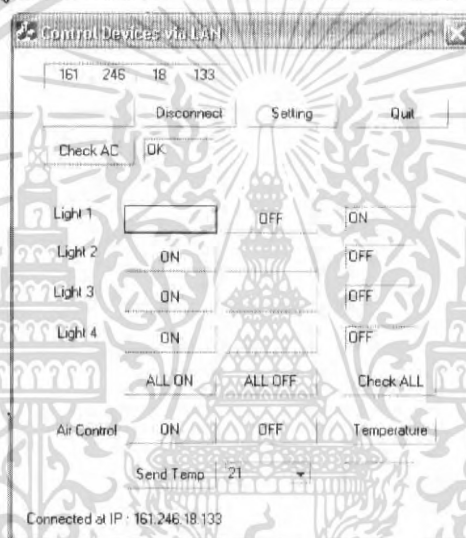 Control Devices via LAN
161 246 18 133
Disconnect Setting Quit
Check AC OK
Light 1 OFF ON
Light 2 ON OFF
Light 3 ON OFF
Light 4 ON OFF
ALL ON ALL OFF Check ALL
Air Control ON OFF Temperature
Send Temp 21
Connected at IP : 161.246.18.133